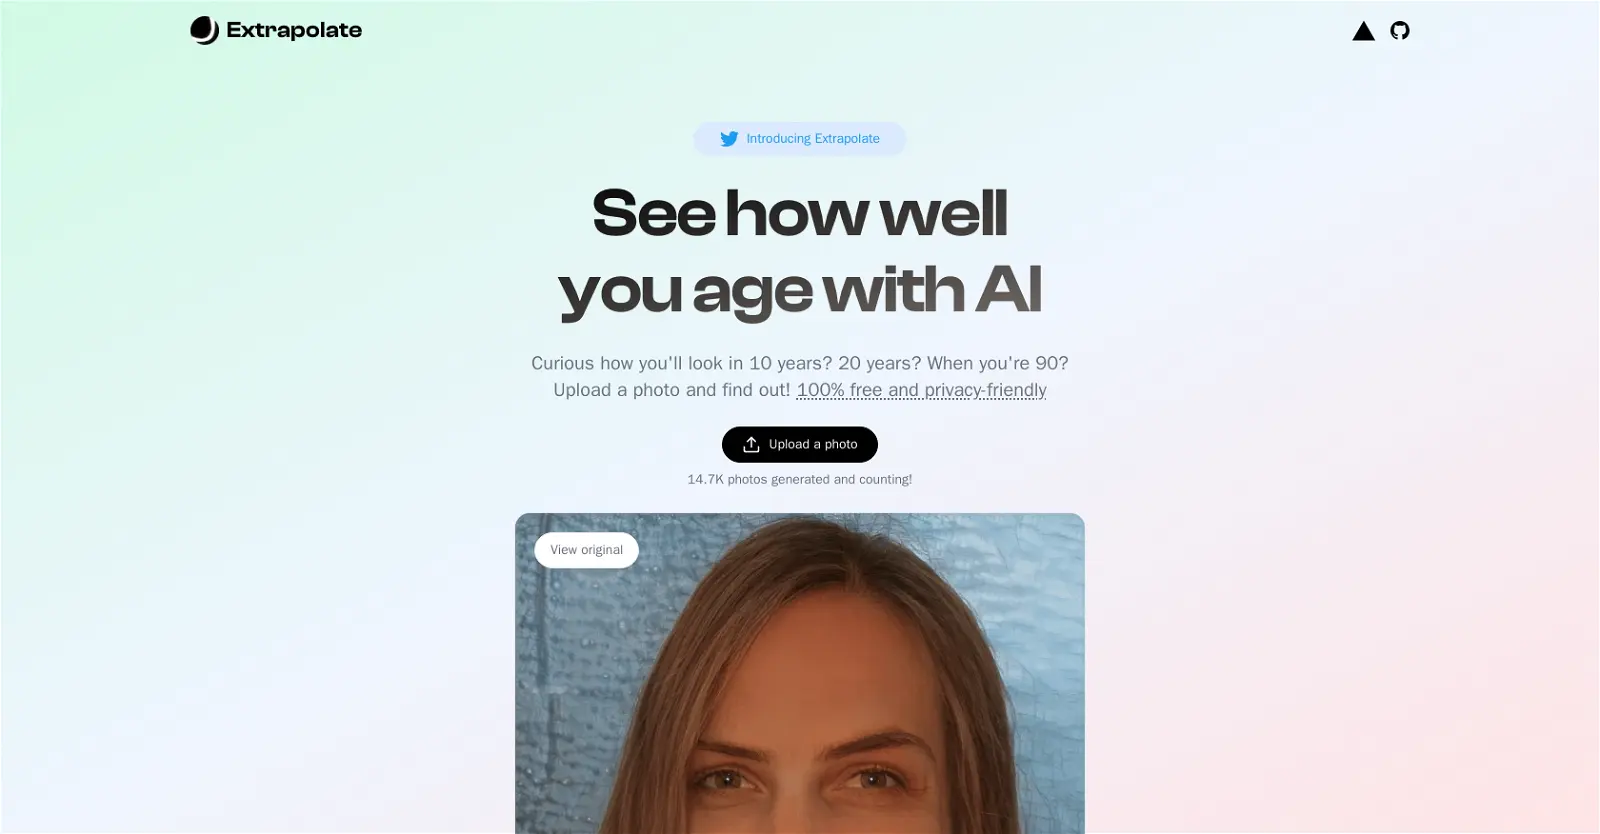 Extrapolate
Introducing Extrapolate
See how well
you age with AI
Curious how you'll look in 10 years? 20 years? When you're 90?
Upload a photo and find out! 100% free and privacy-friendly
Upload a photo
14.7K photos generated and counting!
View original